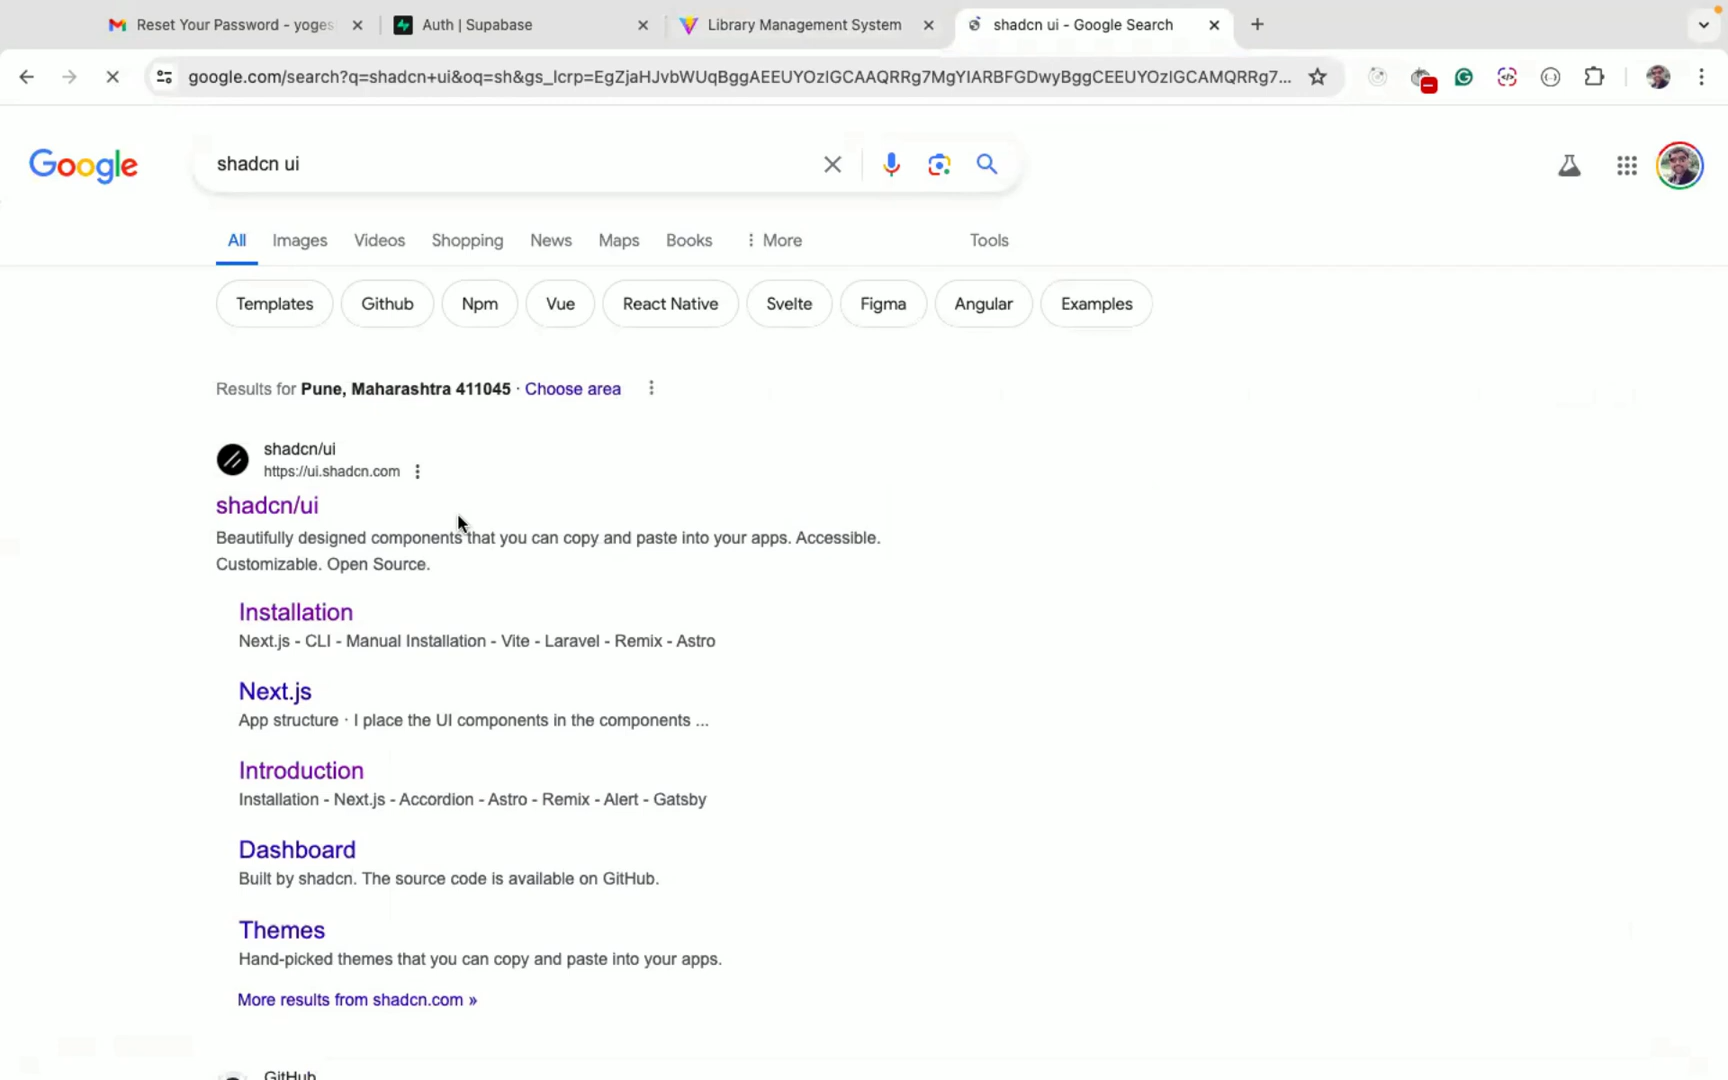 Reset Your Password - yoges
Auth | Supabase
Library Management System
shadcn ui - Google Search
google.com/search?q=shadcn+ui&oq=sh&gs_lcrp=EgZjaHJvbWUqBggAEEUYOzIGCAAQRRg7MgYIARBFGDwyBggCEEUYOzIGCAMQRRg7...
Google
shadcn ui
All Images Videos Shopping News Maps Books More Tools
Templates Github Npm Vue React Native Svelte Figma Angular Examples
Results for Pune, Maharashtra 411045 · Choose area
shadcn/ui
https://ui.shadcn.com
shadcn/ui
Beautifully designed components that you can copy and paste into your apps. Accessible.
Customizable. Open Source.
Installation
Next.js - CLI - Manual Installation - Vite - Laravel - Remix - Astro
Next.js
App structure · I place the UI components in the components ...
Introduction
Installation - Next.js - Accordion - Astro - Remix - Alert - Gatsby
Dashboard
Built by shadcn. The source code is available on GitHub.
Themes
Hand-picked themes that you can copy and paste into your apps.
More results from shadcn.com »
GitHub